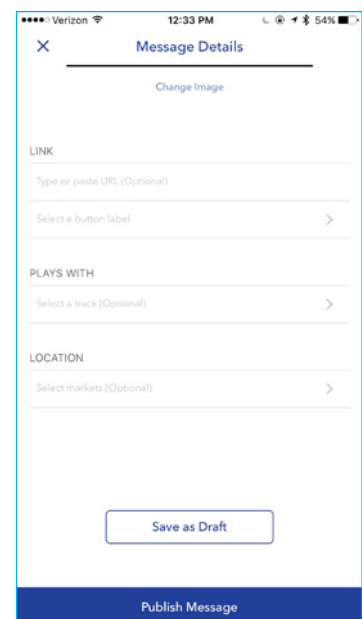 Verizon 12:33 PM 54%
Message Details
Change Image
LINK
Type or paste URL (Optional)
Select a button label
PLAYS WITH
Select a track (Optional)
LOCATION
Select markets (Optional)
Save as Draft
Publish Message